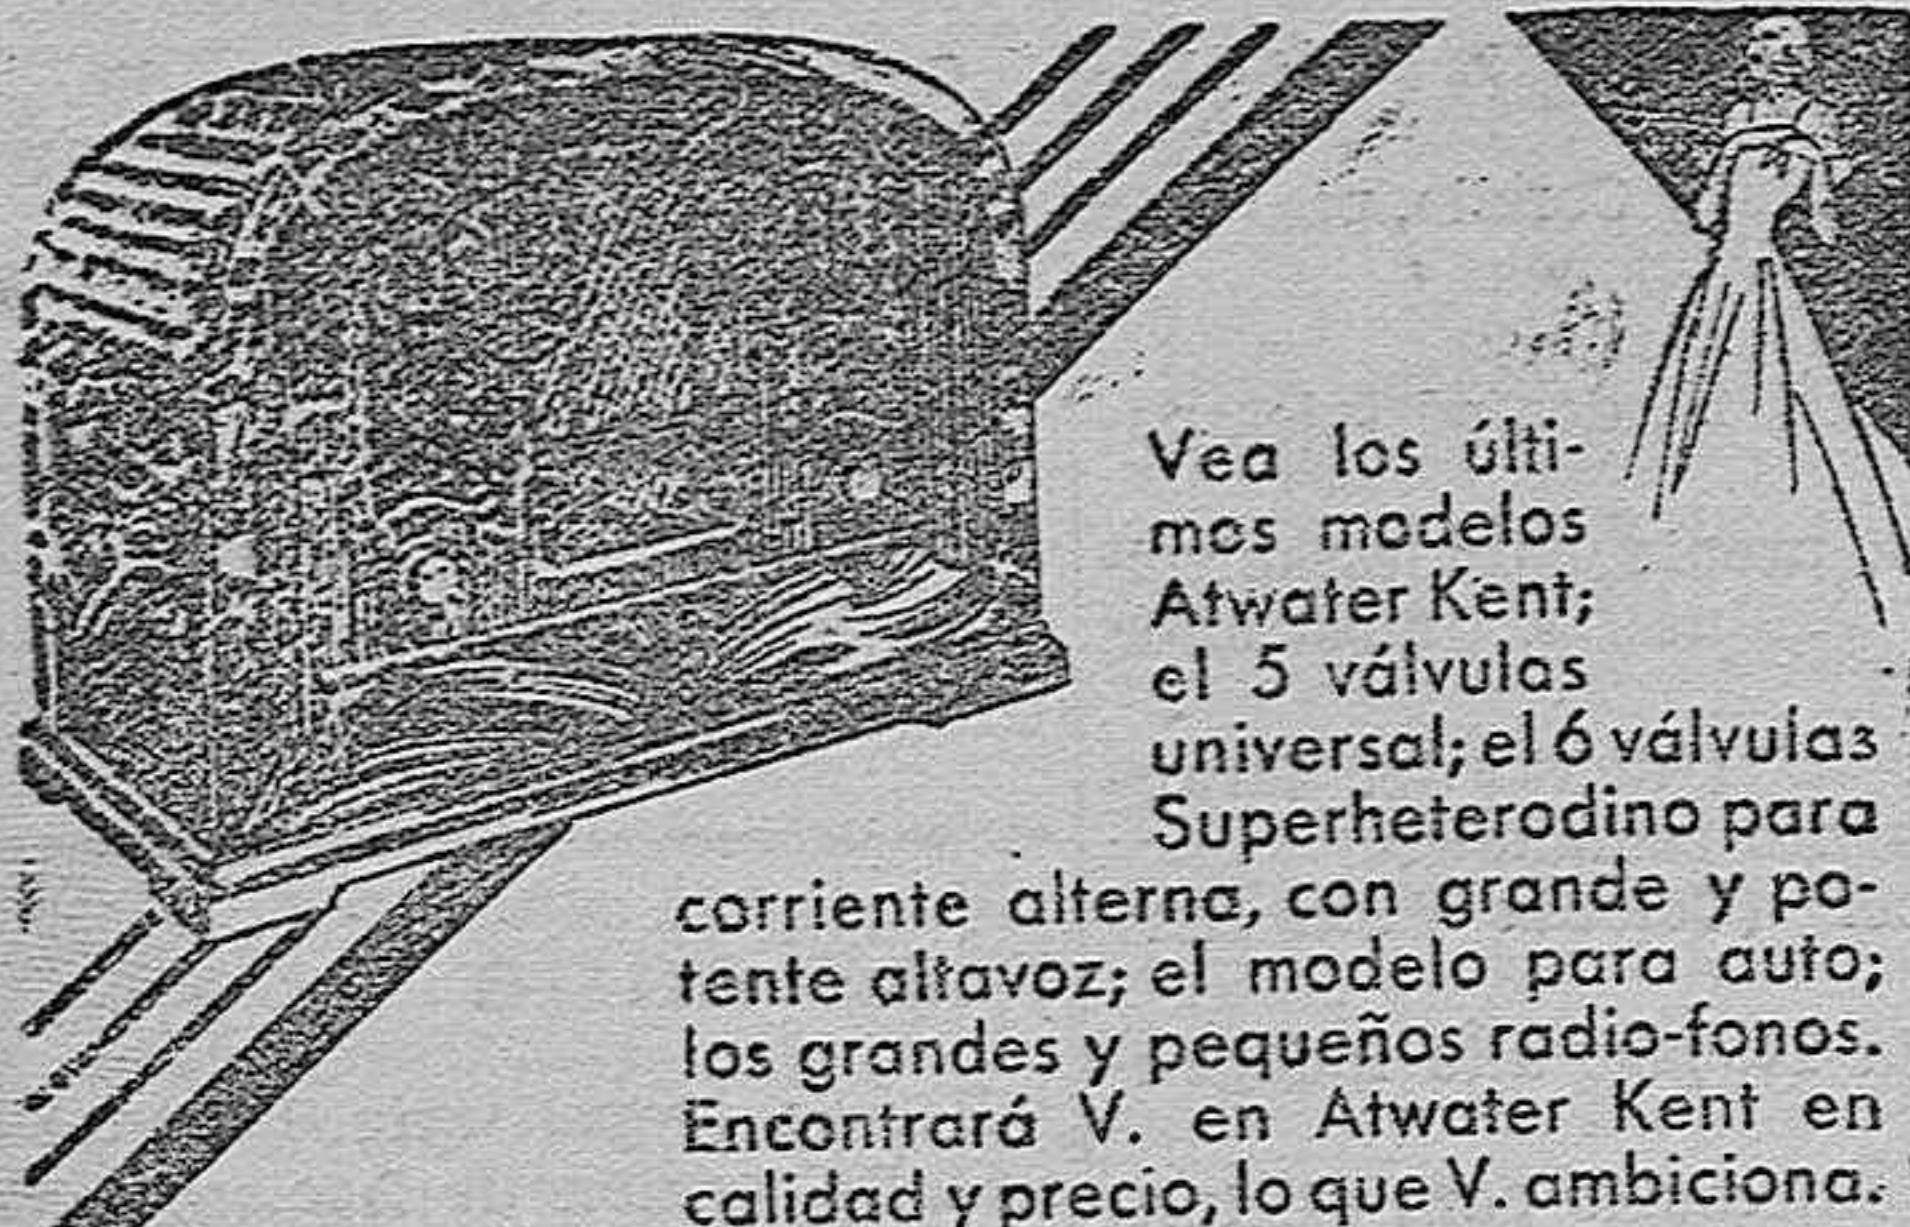 Vea los últi-
mos modelos
Atwater Kent;
el 5 válvulas
universal; el 6 válvulas
Superheterodino para
corriente alterna, con grande y po-
tente altavoz; el modelo para auto;
los grandes y pequeños radio-fonos.
Encontrará V. en Atwater Kent en
calidad y precio, lo que V. ambiciona.